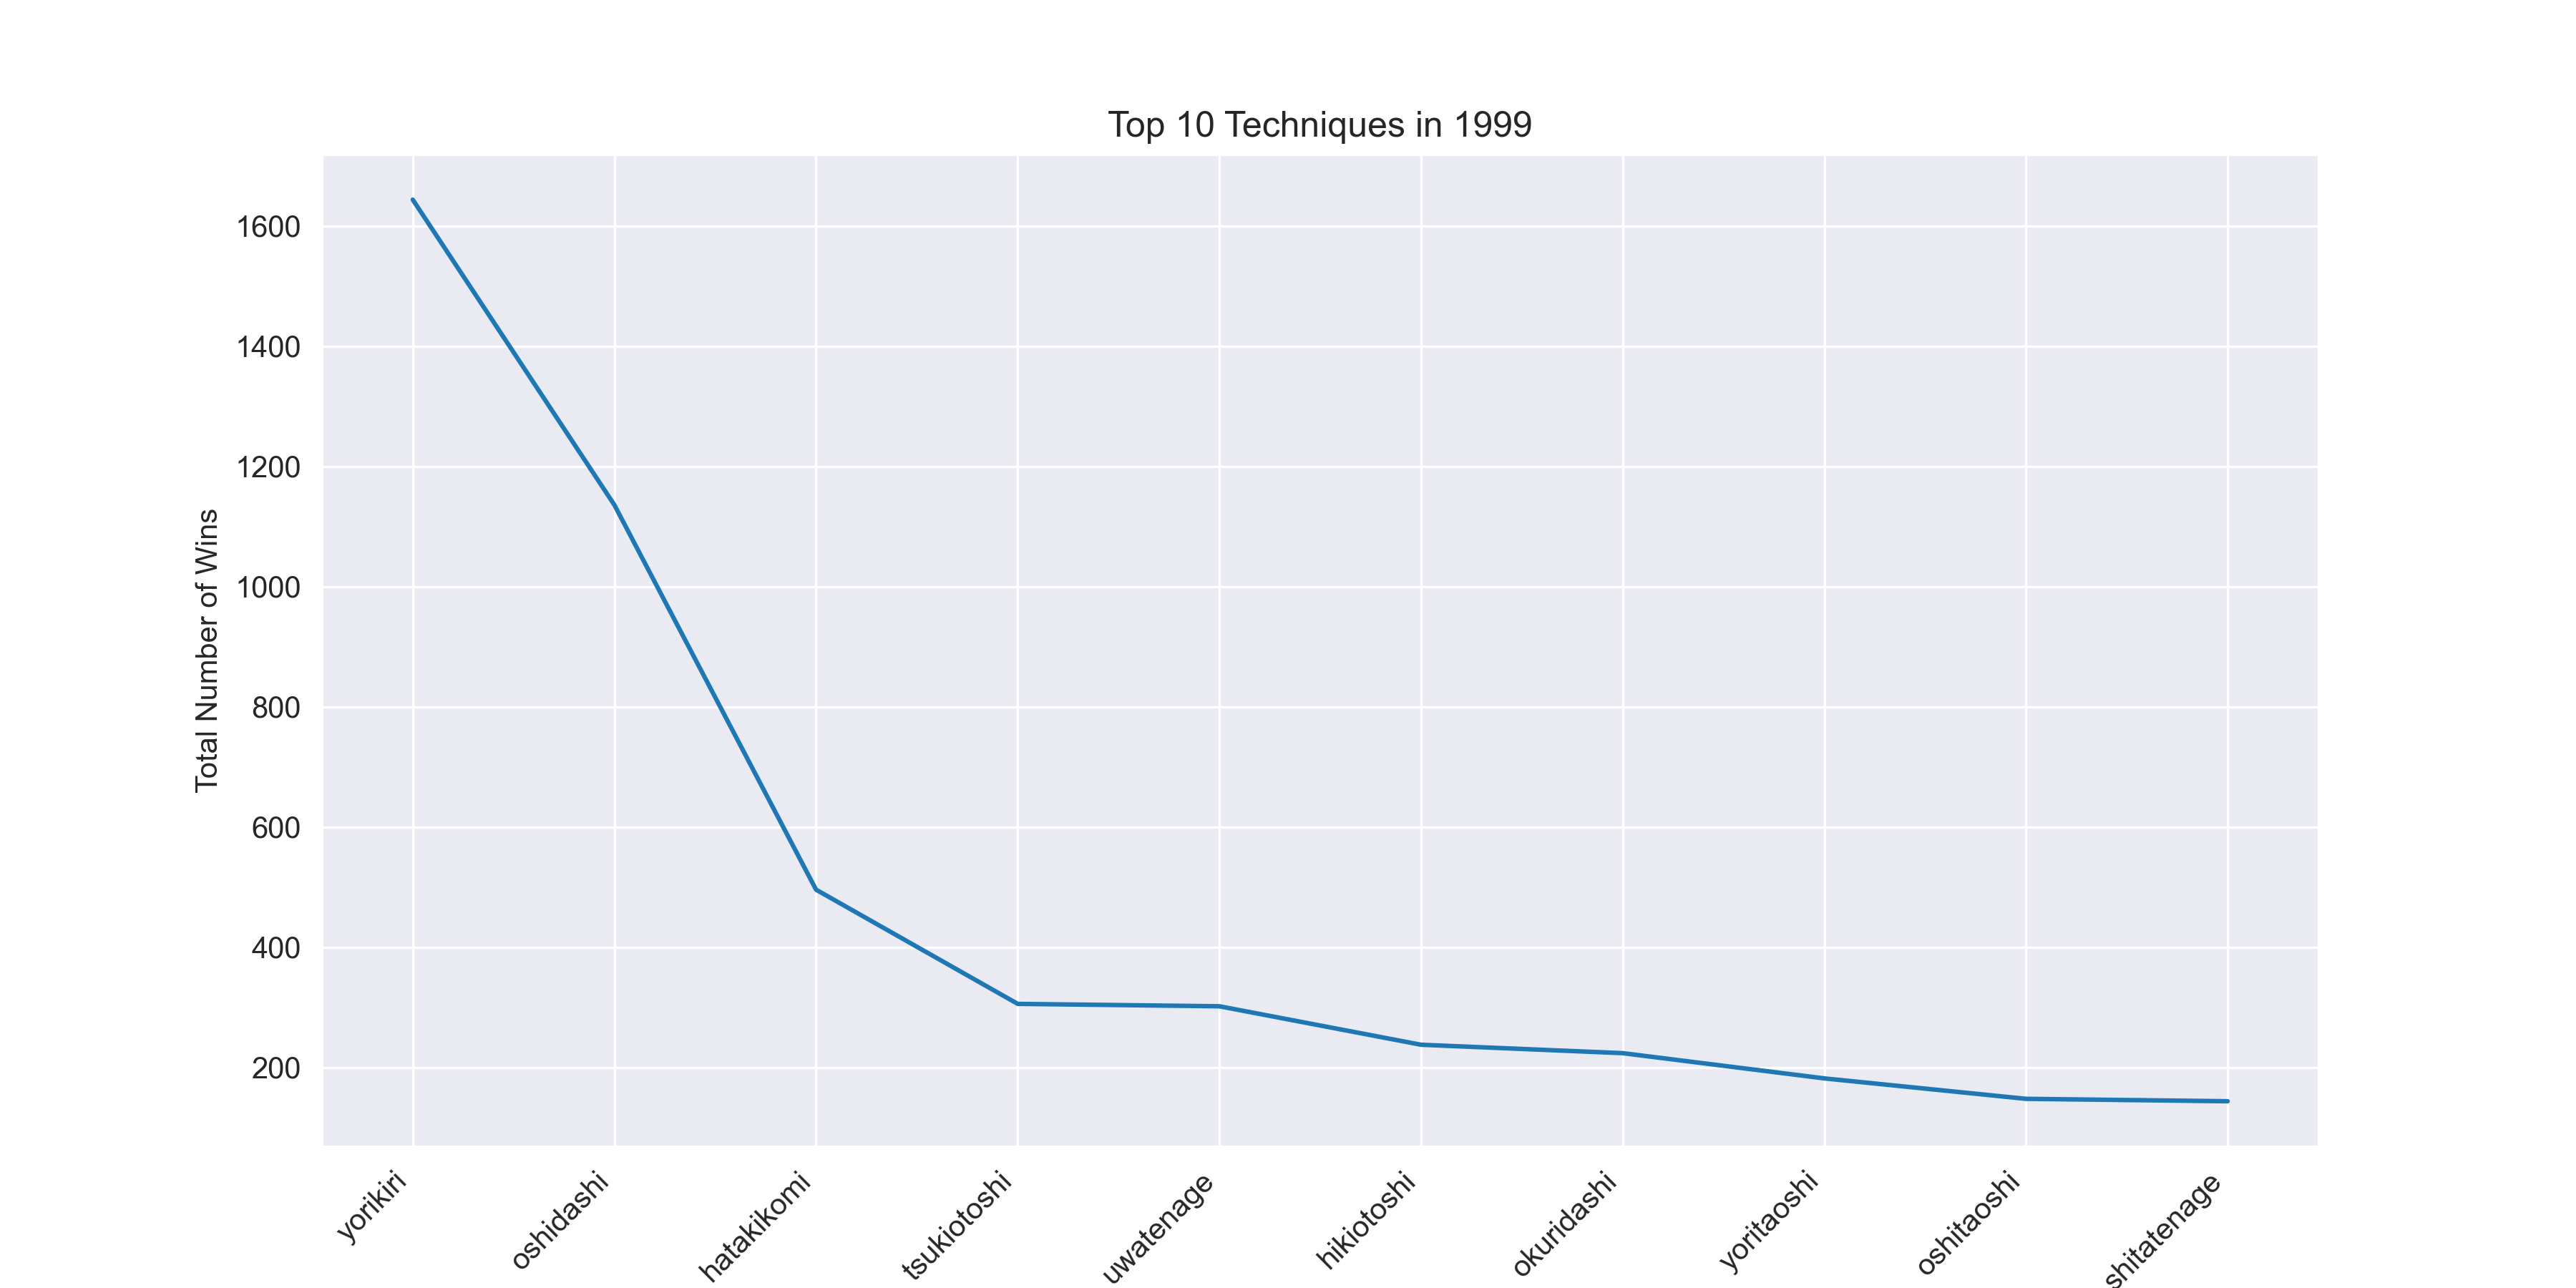 Top 10 Techniques in 1999
Total Number of Wins
1600
1400
1200
1000
800
600
400
200
yorikiri
oshidashi
hatakikomi
tsukiotoshi
uwatenage
hikiotoshi
okuridashi
yoritaoshi
oshitaoshi
shitatenage